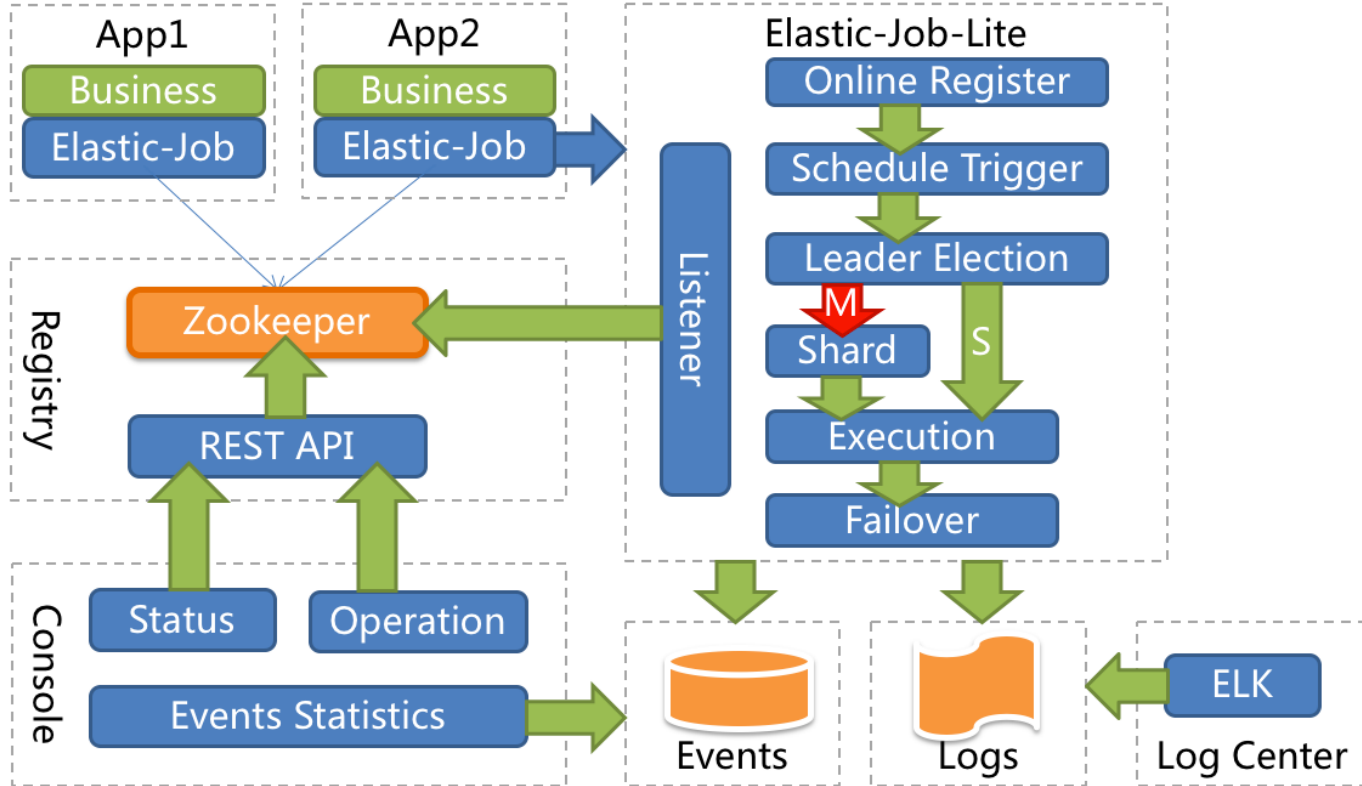 App1
Business
Elastic-Job
App2
Business
Elastic-Job
Elastic-Job-Lite
Online Register
Schedule Trigger
Leader Election
M
S
Shard
Execution
Failover
Listener
Registry
Zookeeper
REST API
Console
Status
Operation
Events Statistics
Events
Logs
ELK
Log Center